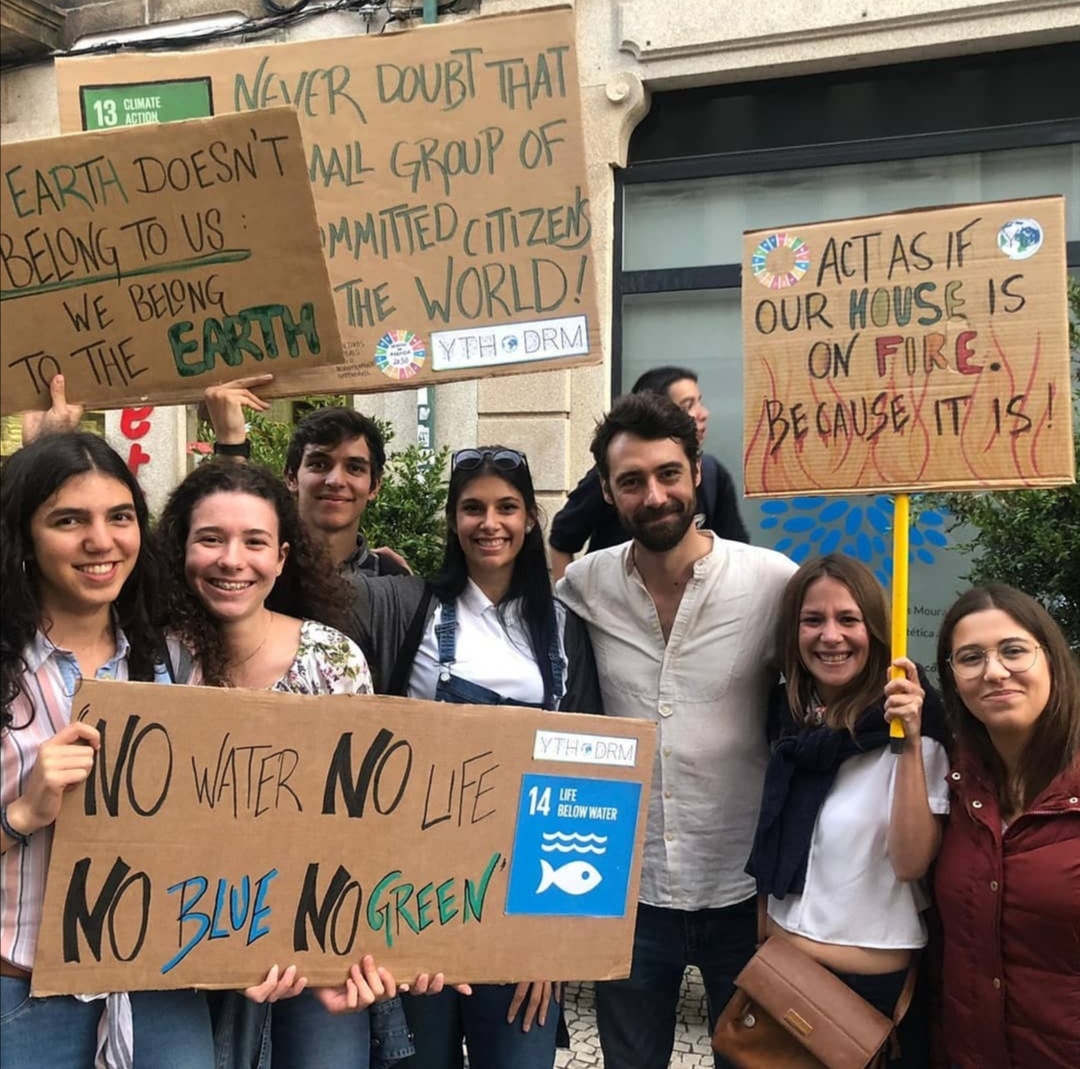 13 CLIMATE
ACTION
NEVER DOUBT THAT
GROUP OF
CITIZENS
THE WORLD!
YTH DRM
EARTH DOESN'T
BELONG TO US:
WE BELONG
TO THE EARTH
ACT AS IF
OUR HOUSE IS
ON FIRE.
BECAUSE IT IS!
"NO WATER NO LIFE
NO BLUE NO GREEN"
YTH DRM
14 LIFE
BELOW WATER